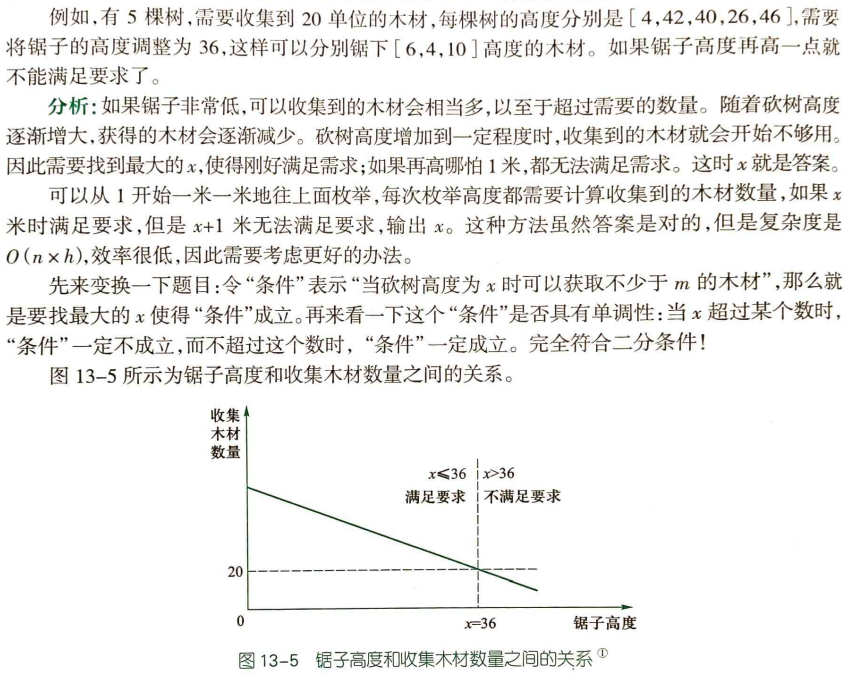 例如,有 5 棵树,需要收集到 20 单位的木材,每棵树的高度分别是[4,42,40,26,46],需要
将锯子的高度调整为 36,这样可以分别锯下[6,4,10]高度的木材。如果锯子高度再高一点就
不能满足要求了。
分析:如果锯子非常低,可以收集到的木材会相当多,以至于超过需要的数量。随着砍树高度
逐渐增大,获得的木材会逐渐减少。砍树高度增加到一定程度时,收集到的木材就会开始不够用。
因此需要找到最大的x,使得刚好满足需求;如果再高哪怕1米,都无法满足需求。这时x就是答案。
可以从 1 开始一米一米地往上面枚举,每次枚举高度都需要计算收集到的木材数量,如果 x
米时满足要求,但是 x+1 米无法满足要求,输出 x。这种方法虽然答案是对的,但是复杂度是
O(n×h),效率很低,因此需要考虑更好的办法。
先来变换一下题目:令“条件”表示“当砍树高度为 x 时可以获取不少于 m 的木材”,那么就
是要找最大的 x 使得“条件”成立。再来看一下这个“条件”是否具有单调性:当 x 超过某个数时,
“条件”一定不成立,而不超过这个数时,“条件”一定成立。完全符合二分条件!
图 13-5 所示为锯子高度和收集木材数量之间的关系。
收集
木材
数量
x≤36 x>36
满足要求 不满足要求
20
0 x=36 锯子高度
图 13-5 锯子高度和收集木材数量之间的关系①